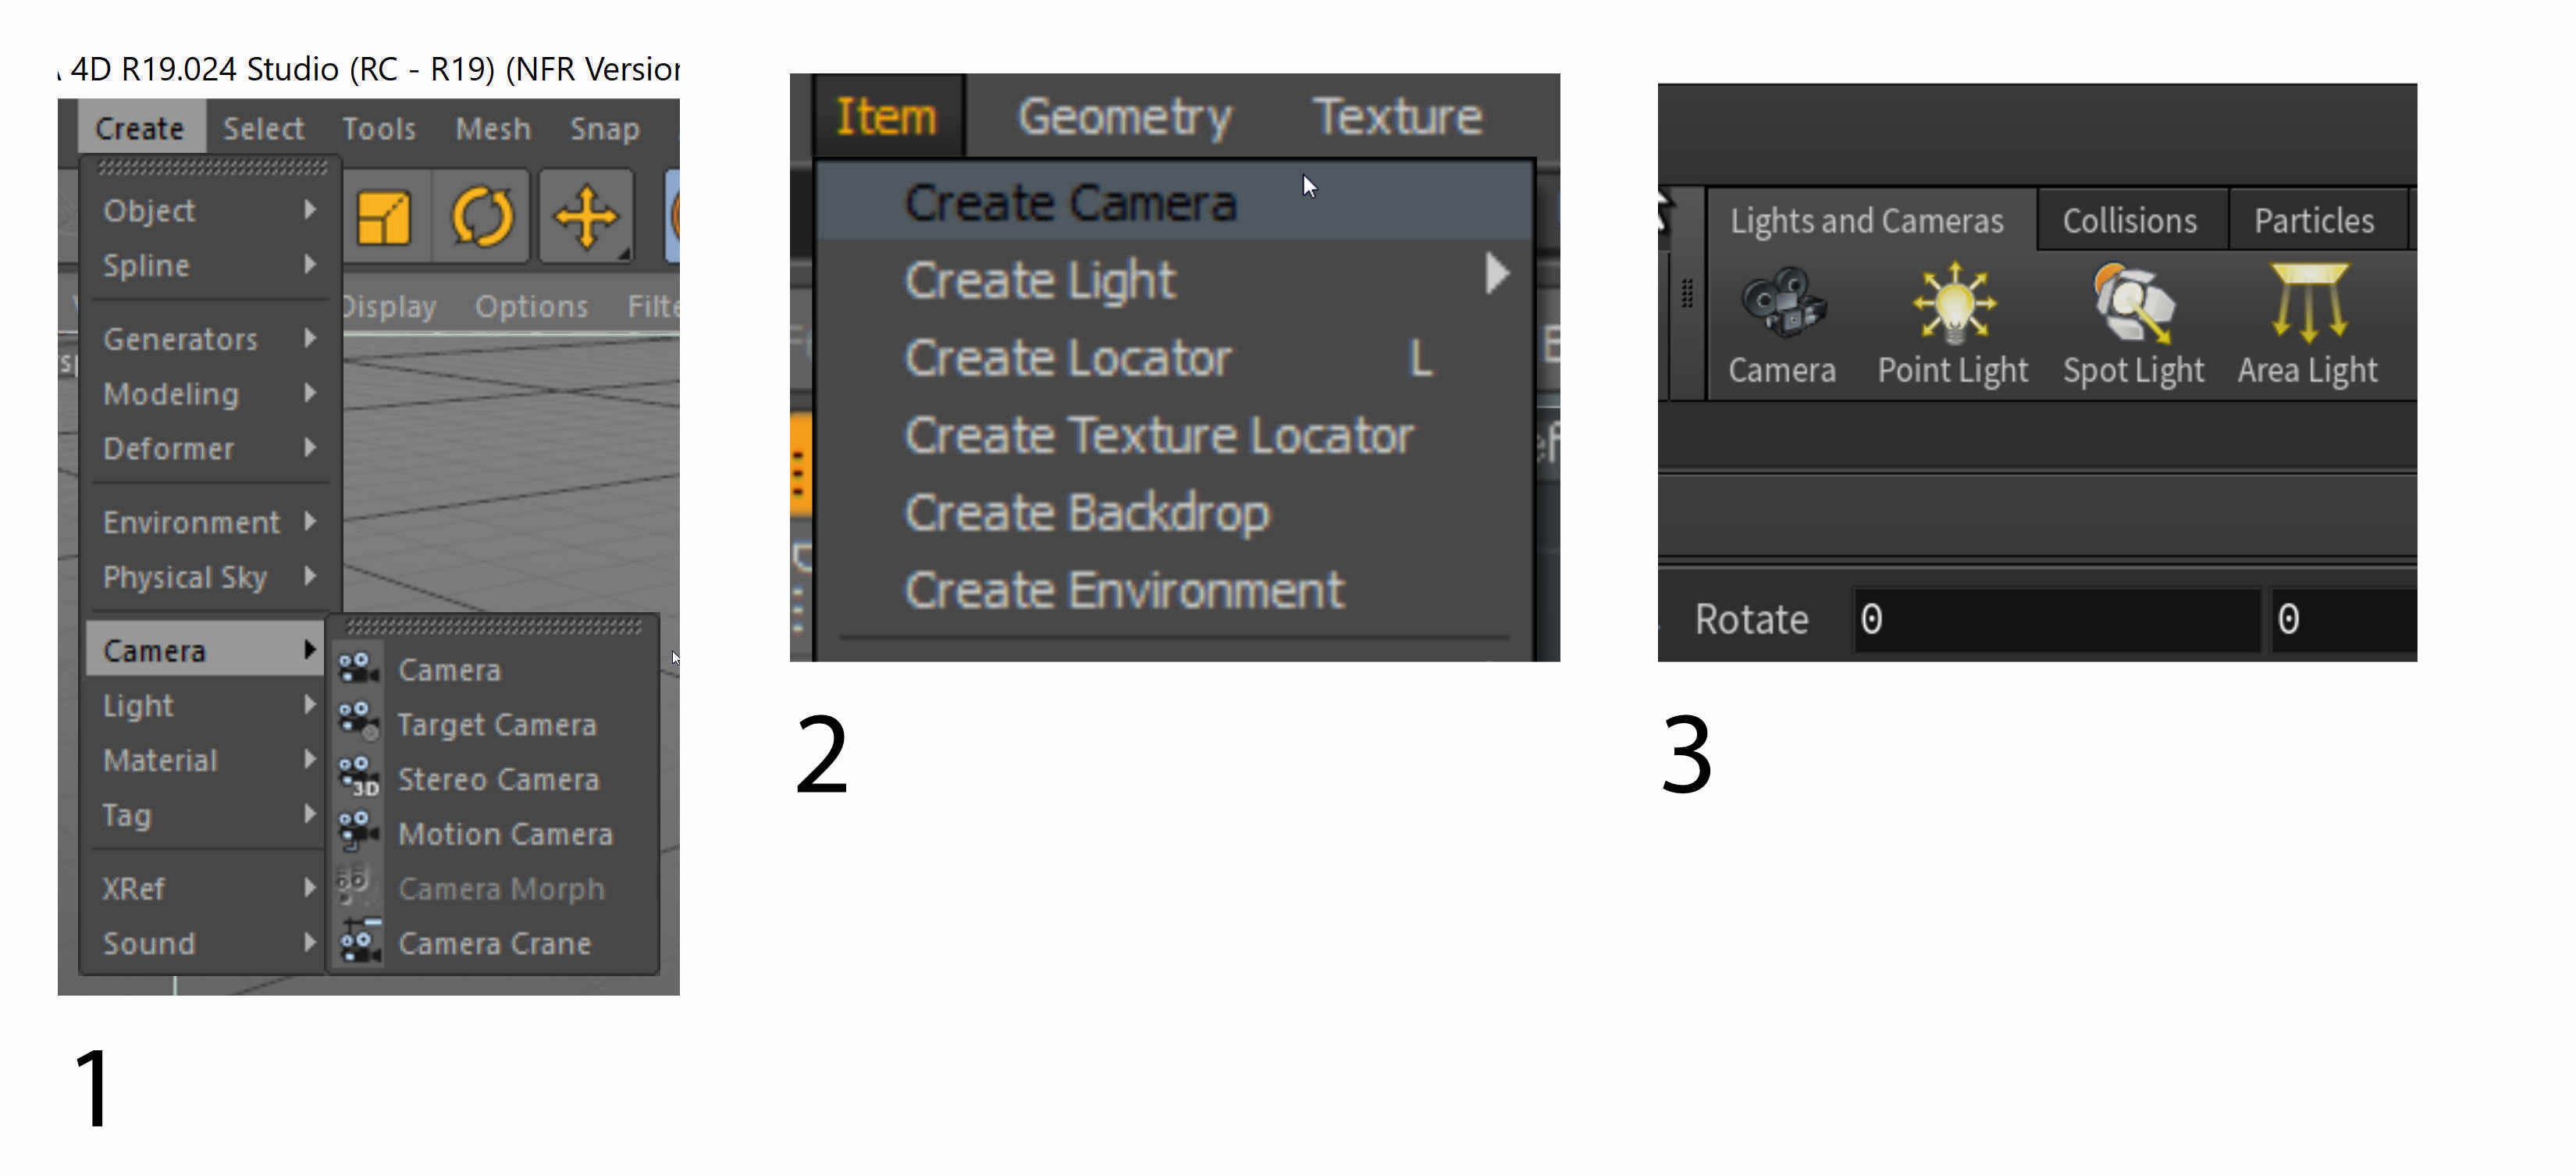 4D R19.024 Studio (RC - R19) (NFR Version
Create Select Tools Mesh Snap
Object
Spline
Display Options Filte
Generators
Modeling
Deformer
Environment
Physical Sky
Camera
Light
Material
Tag
XRef
Sound
Camera
Target Camera
Stereo Camera
3D
Motion Camera
Camera Morph
Camera Crane
1
Item Geometry Texture
Create Camera
Create Light
Create Locator L
Create Texture Locator
Create Backdrop
Create Environment
2
Lights and Cameras Collisions Particles
Camera Point Light Spot Light Area Light
Rotate 0 0
3